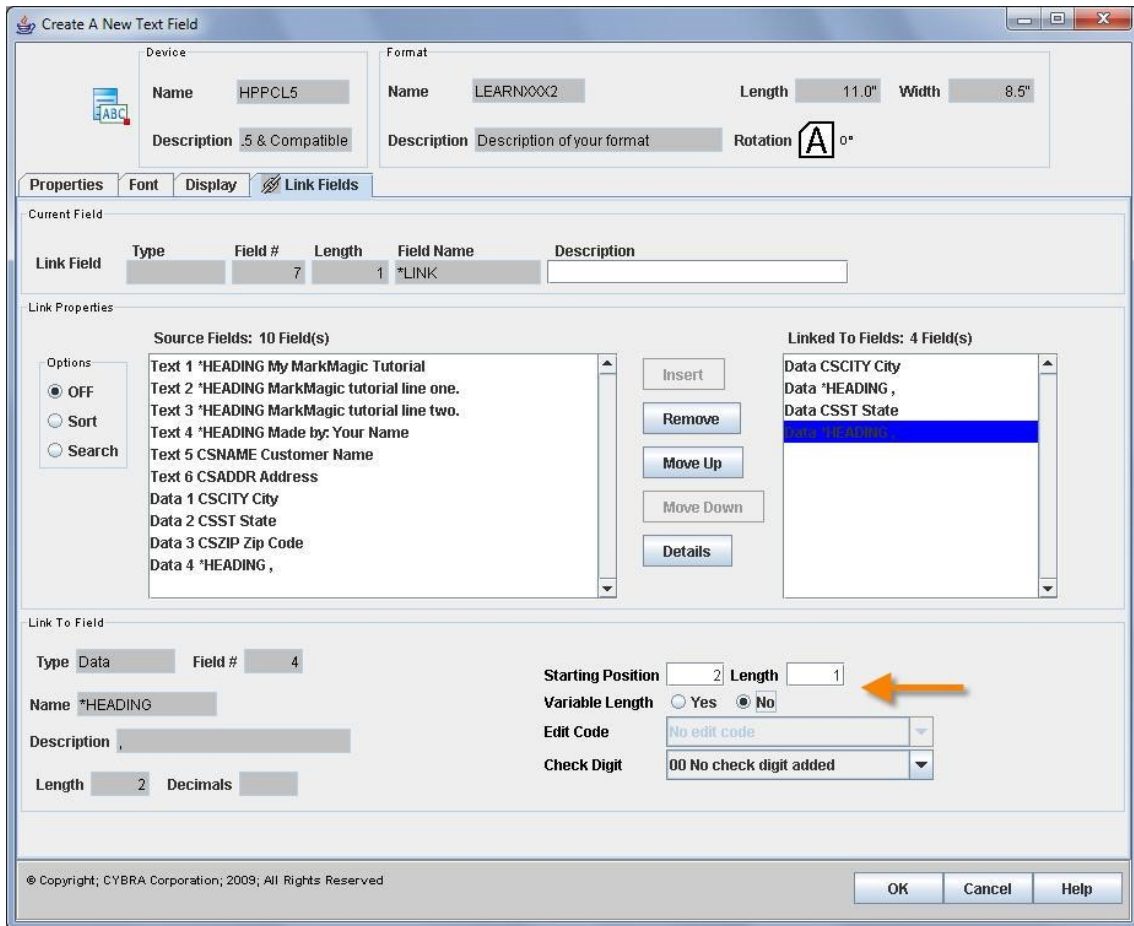 Create A New Text Field
Device
Name HPPCL5
Description .5 & Compatible
Format
Name LEARNXXX2 Length 11.0" Width 8.5"
Description Description of your format Rotation A 0°
ABC
Properties Font Display Link Fields
Current Field
Type Field # Length Field Name Description
Link Field 7 1 *LINK
Link Properties
Source Fields: 10 Field(s)
Options
OFF
Sort
Search
Text 1 *HEADING My MarkMagic Tutorial
Text 2 *HEADING MarkMagic tutorial line one.
Text 3 *HEADING MarkMagic tutorial line two.
Text 4 *HEADING Made by: Your Name
Text 5 CSNAME Customer Name
Text 6 CSADDR Address
Data 1 CSCITY City
Data 2 CSST State
Data 3 CSZIP Zip Code
Data 4 *HEADING ,
Insert
Remove
Move Up
Move Down
Details
Linked To Fields: 4 Field(s)
Data CSCITY City
Data *HEADING ,
Data CSST State
Data *HEADING ,
Link To Field
Type Data Field # 4
Name *HEADING
Description ,
Length 2 Decimals
Starting Position 2 Length 1
Variable Length Yes No
Edit Code No edit code
Check Digit 00 No check digit added
© Copyright; CYBRA Corporation; 2009; All Rights Reserved
OK Cancel Help